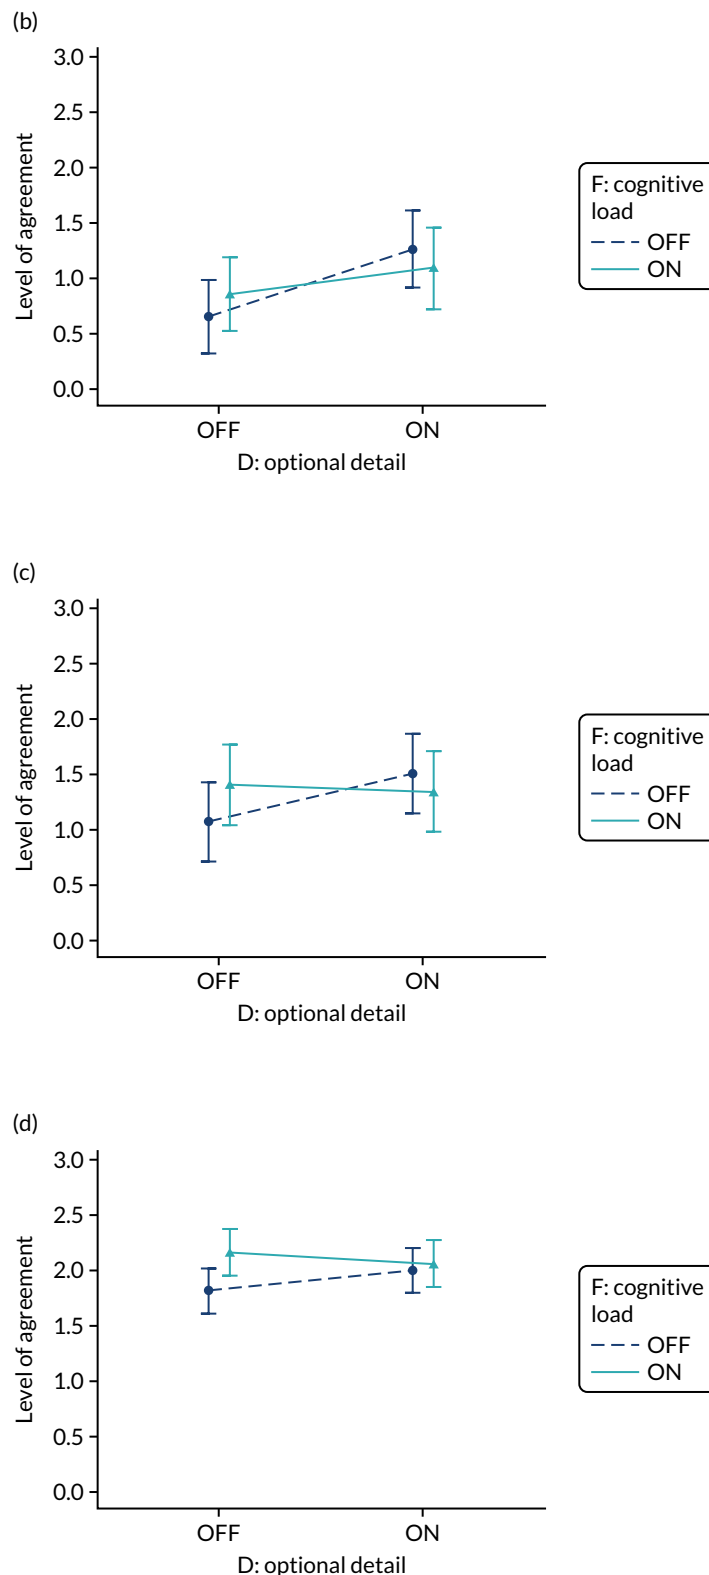 (b)
3.0
2.5
2.0
1.5
1.0
0.5
0.0
Level of agreement
OFF
ON
D: optional detail
F: cognitive
load
OFF
ON
(c)
3.0
2.5
2.0
1.5
1.0
0.5
0.0
Level of agreement
OFF
ON
D: optional detail
F: cognitive
load
OFF
ON
(d)
3.0
2.5
2.0
1.5
1.0
0.5
0.0
Level of agreement
OFF
ON
D: optional detail
F: cognitive
load
OFF
ON